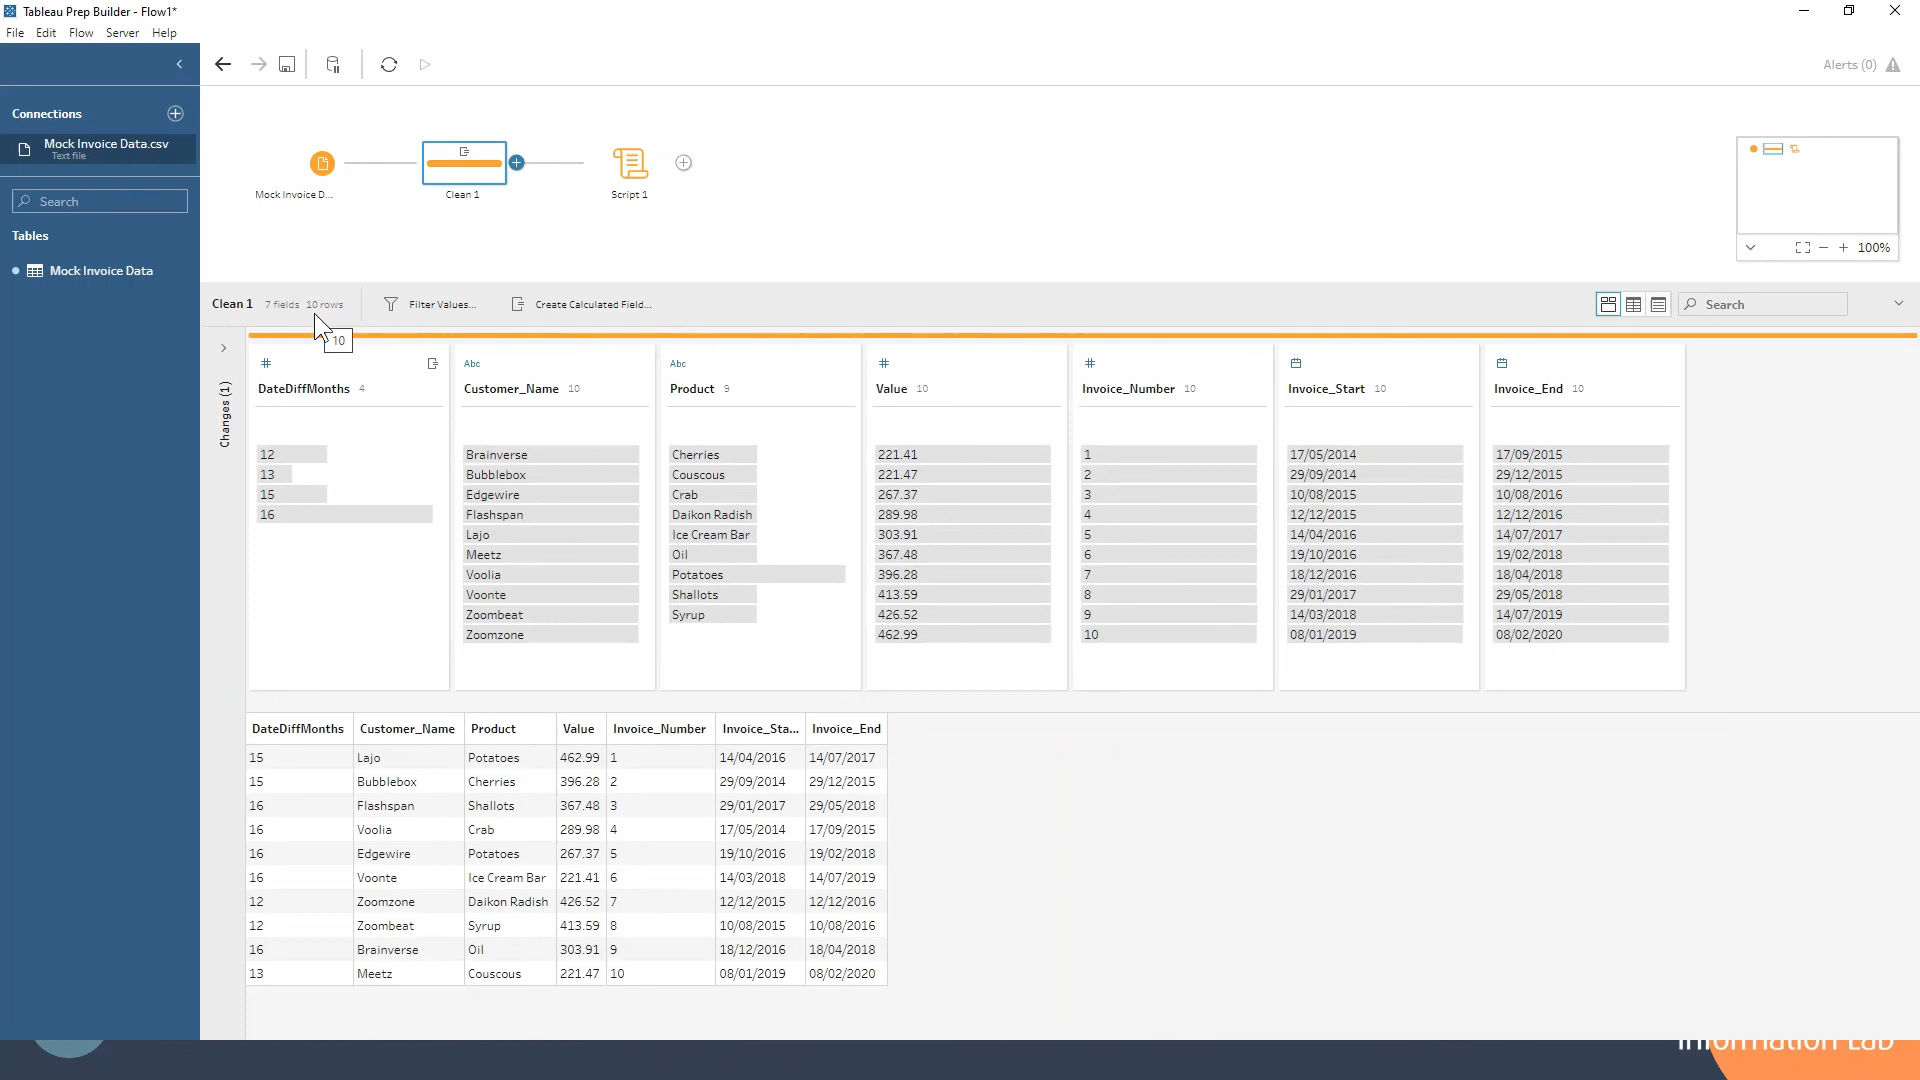 Tableau Prep Builder - Flow1*
File Edit Flow Server Help
Alerts (0)
Connections
Mock Invoice Data.csv
Text file
Search
Tables
Mock Invoice Data
Mock Invoice D...
Clean 1
Script 1
100%
Clean 1 7 fields 10 rows Filter Values... Create Calculated Field... Search
10
Changes (1)
# Abc Abc # #
DateDiffMonths 4 Customer_Name 10 Product 9 Value 10 Invoice_Number 10 Invoice_Start 10 Invoice_End 10
12 Brainverse Cherries 221.41 1 17/05/2014 17/09/2015
13 Bubblebox Couscous 221.47 2 29/09/2014 29/12/2015
15 Edgewire Crab 267.37 3 10/08/2015 10/08/2016
16 Flashspan Daikon Radish 289.98 4 12/12/2015 12/12/2016
Lajo Ice Cream Bar 303.91 5 14/04/2016 14/07/2017
Meetz Oil 367.48 6 19/10/2016 19/02/2018
Voolia Potatoes 396.28 7 18/12/2016 18/04/2018
Voonte Shallots 413.59 8 29/01/2017 29/05/2018
Zoombeat Syrup 426.52 9 14/03/2018 14/07/2019
Zoomzone 462.99 10 08/01/2019 08/02/2020
DateDiffMonths Customer_Name Product Value Invoice_Number Invoice_Sta... Invoice_End
15 Lajo Potatoes 462.99 1 14/04/2016 14/07/2017
15 Bubblebox Cherries 396.28 2 29/09/2014 29/12/2015
16 Flashspan Shallots 367.48 3 29/01/2017 29/05/2018
16 Voolia Crab 289.98 4 17/05/2014 17/09/2015
16 Edgewire Potatoes 267.37 5 19/10/2016 19/02/2018
16 Voonte Ice Cream Bar 221.41 6 14/03/2018 14/07/2019
12 Zoomzone Daikon Radish 426.52 7 12/12/2015 12/12/2016
12 Zoombeat Syrup 413.59 8 10/08/2015 10/08/2016
16 Brainverse Oil 303.91 9 18/12/2016 18/04/2018
13 Meetz Couscous 221.47 10 08/01/2019 08/02/2020
Information Lab